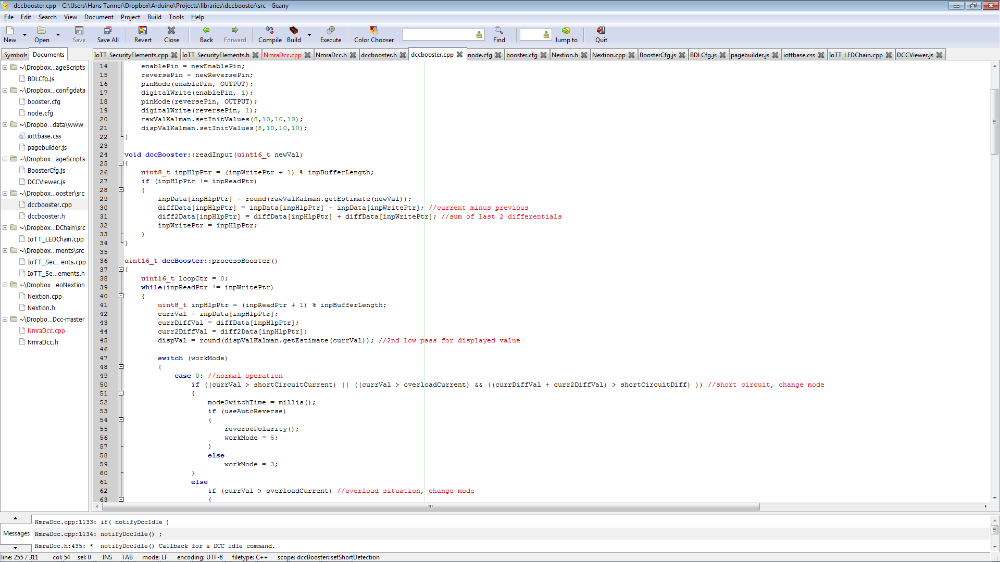 dccbooster.cpp - C:\Users\Hans Tanner\Dropbox\Arduino\Projects\libraries\dccbooster\src - Geany
File Edit Search View Document Project Build Tools Help
New Open Save Save All Revert Close Back Forward Compile Build Execute Color Chooser Find Jump to Quit
Symbols Documents
IoTT_SecurityElements.cpp IoTT_SecurityElements.h NmraDcc.cpp NmraDcc.h dccbooster.h dccbooster.cpp node.cfg booster.cfg Nextion.h Nextion.cpp BoosterCfg.js BDLCfg.js pagebuilder.js iottbase.css IoTT_LEDChain.cpp DCCViewer.js
~\Dropbox...ageScripts
BDLCfg.js
~\Dropbox...configdata
booster.cfg
node.cfg
~\Dropbo...data\www
iottbase.css
pagebuilder.js
~\Dropbox...ageScripts
BoosterCfg.js
DCCViewer.js
~\Dropbox...ooster\src
dccbooster.cpp
dccbooster.h
~\Dropbox...DChain\src
IoTT_LEDChain.cpp
~\Dropbox...ments\src
IoTT_Sec...ents.cpp
IoTT_Se...ements.h
~\Dropbox...eoNextion
Nextion.cpp
Nextion.h
~\Dropbo...Dcc-master
NmraDcc.cpp
NmraDcc.h
14 enablePin = newEnablePin;
15 reversePin = newReversePin;
16 pinMode(enablePin, OUTPUT);
17 digitalWrite(enablePin, 1);
18 pinMode(reversePin, OUTPUT);
19 digitalWrite(reversePin, 1);
20 rawValKalman.setInitValues(8,10,10,10);
21 dispValKalman.setInitValues(8,10,10,10);
22 }
23
24 void dccBooster::readInput(uint16_t newVal)
25 {
26 uint8_t inpHlpPtr = (inpWritePtr + 1) % inpBufferLength;
27 if (inpHlpPtr != inpReadPtr)
28 {
29 inpData[inpHlpPtr] = round(rawValKalman.getEstimate(newVal));
30 diffData[inpHlpPtr] = inpData[inpHlpPtr] - inpData[inpWritePtr]; //current minus previous
31 diff2Data[inpHlpPtr] = diffData[inpHlpPtr] + diffData[inpWritePtr]; //sum of last 2 differentials
32 inpWritePtr = inpHlpPtr;
33 }
34 }
35
36 uint16_t dccBooster::processBooster()
37 {
38 uint16_t loopCtr = 0;
39 while(inpReadPtr != inpWritePtr)
40 {
41 uint8_t inpHlpPtr = (inpReadPtr + 1) % inpBufferLength;
42 currVal = inpData[inpHlpPtr];
43 currDiffVal = diffData[inpHlpPtr];
44 curr2DiffVal = diff2Data[inpHlpPtr];
45 dispVal = round(dispValKalman.getEstimate(currVal)); //2nd low pass for displayed value
46
47 switch (workMode)
48 {
49 case 0: //normal operation
50 if ((currVal > shortCircuitCurrent) || ((currVal > overloadCurrent) && ((currDiffVal + curr2DiffVal) > shortCircuitDiff) )) //short circuit, change mode
51 {
52 modeSwitchTime = millis();
53 if (useAutoReverse)
54 {
55 reversePolarity();
56 workMode = 5;
57 }
58 else
59 workMode = 3;
60 }
61 else
62 if (currVal > overloadCurrent) //overload situation, change mode
63 {
Messages
NmraDcc.cpp:1133: if( notifyDccIdle )
NmraDcc.cpp:1134: notifyDccIdle() ;
NmraDcc.h:435: * notifyDccIdle() Callback for a DCC idle command.
line: 255 / 311 col: 54 sel: 0 INS TAB mode: LF encoding: UTF-8 filetype: C++ scope: dccBooster::setShortDetection